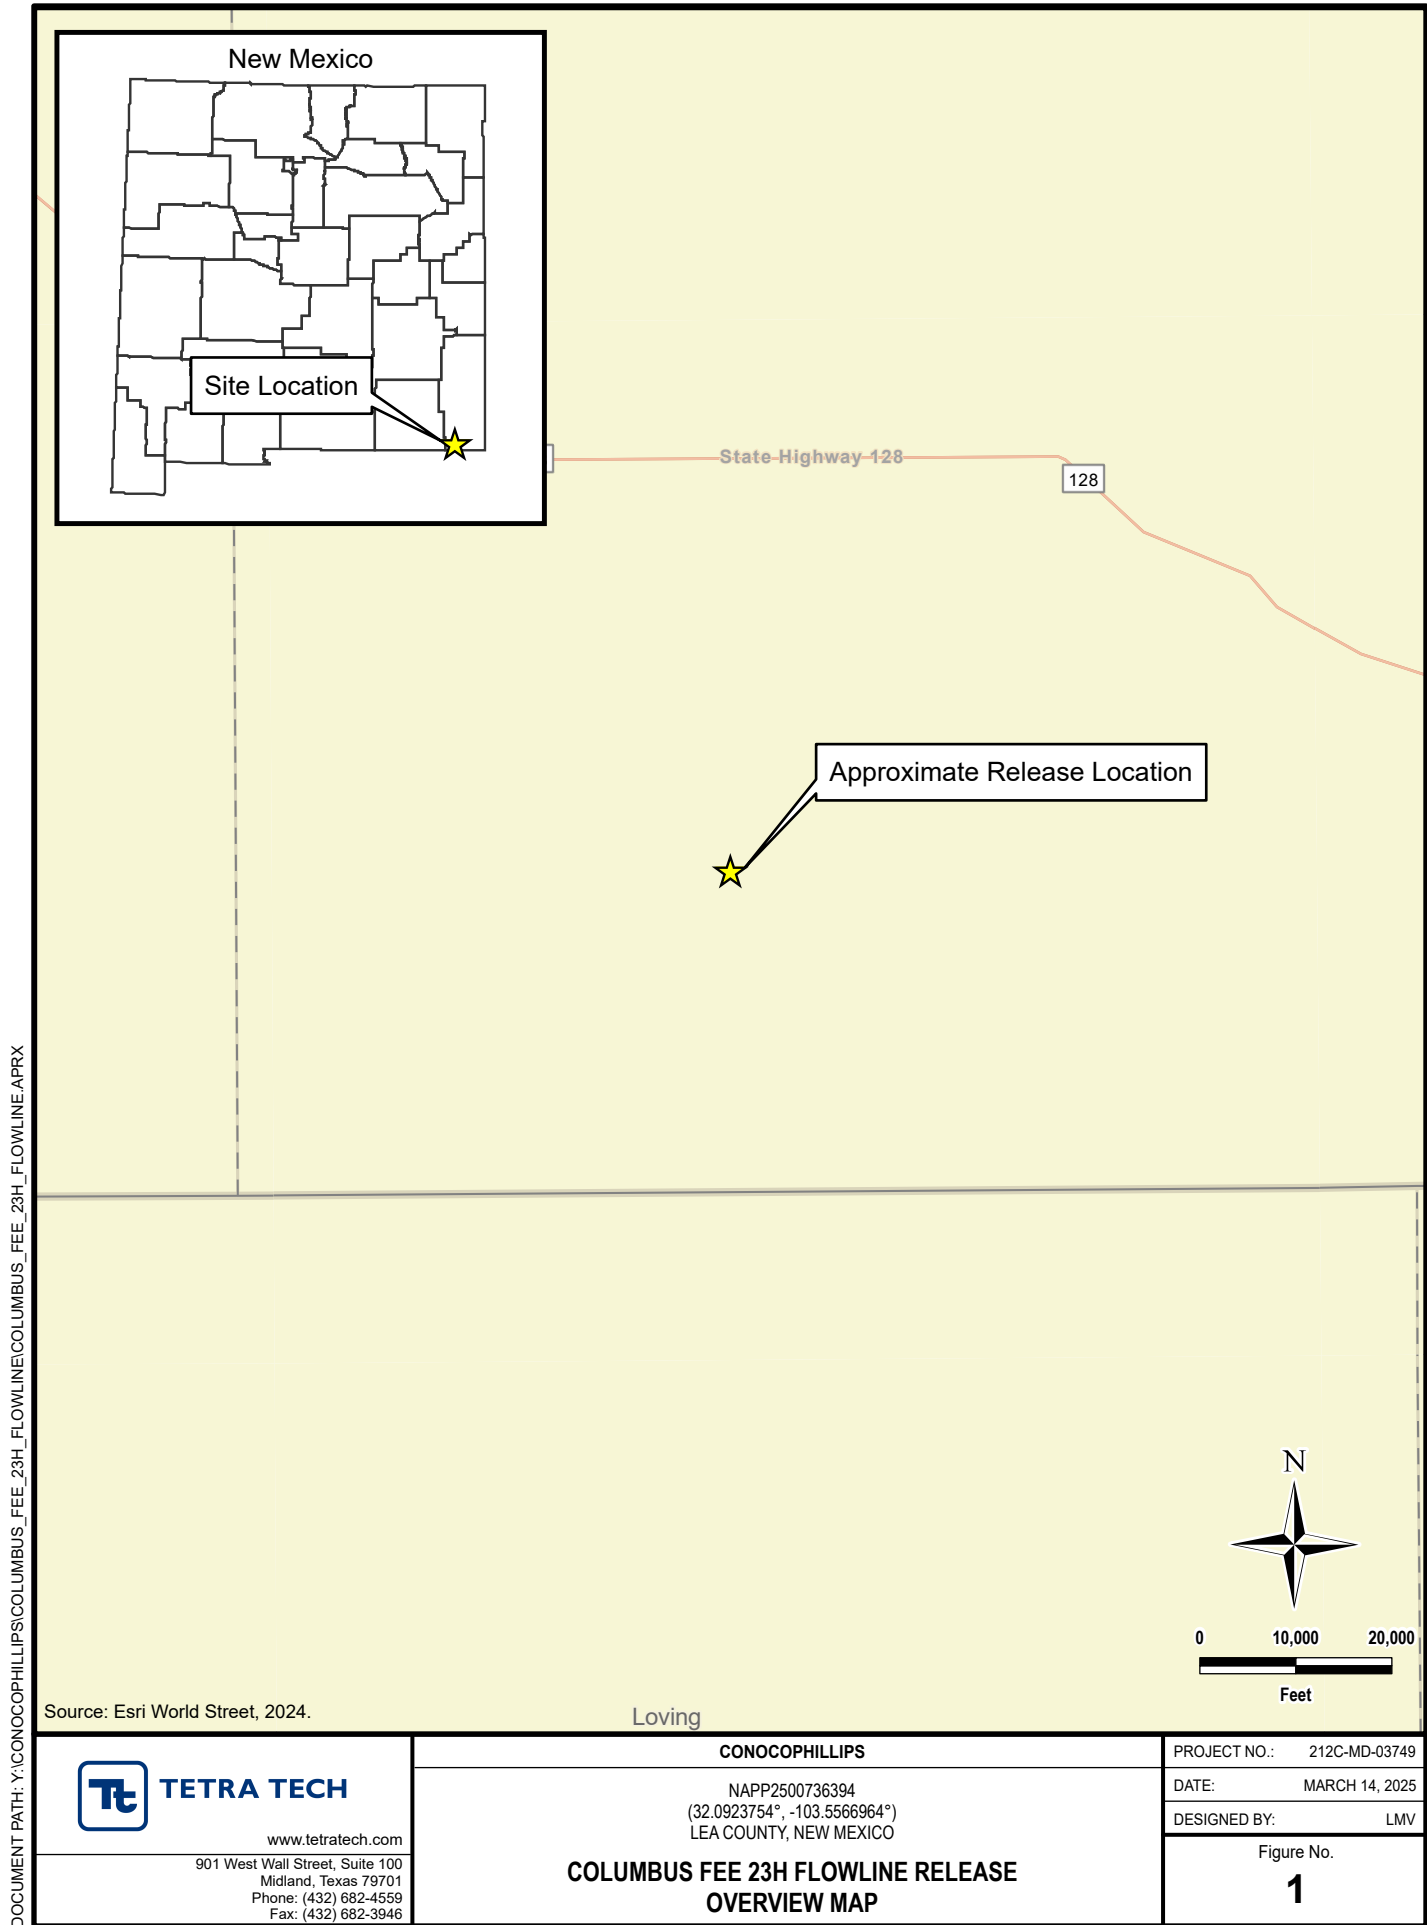 New Mexico
Site Location
State Highway 128
128
Approximate Release Location
N
0 10,000 20,000
Feet
Source: Esri World Street, 2024.
Loving
DOCUMENT PATH: Y:\CONOCOPHILLIPS\COLUMBUS_FEE_23H_FLOWLINE\COLUMBUS_FEE_23H_FLOWLINE.APRX
Tt TETRA TECH
www.tetratech.com
901 West Wall Street, Suite 100
Midland, Texas 79701
Phone: (432) 682-4559
Fax: (432) 682-3946
CONOCOPHILLIPS
NAPP2500736394
(32.0923754°, -103.5566964°)
LEA COUNTY, NEW MEXICO
COLUMBUS FEE 23H FLOWLINE RELEASE
OVERVIEW MAP
PROJECT NO.: 212C-MD-03749
DATE: MARCH 14, 2025
DESIGNED BY: LMV
Figure No.
1